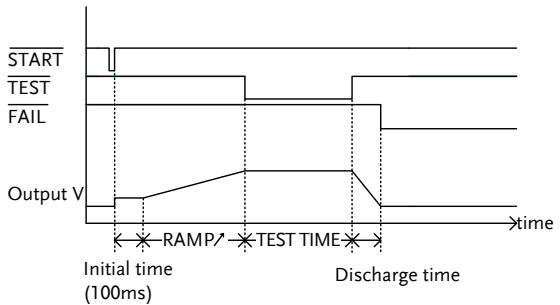 START
TEST
FAIL
Output V
time
RAMP↗ TEST TIME
Initial time
(100ms)
Discharge time